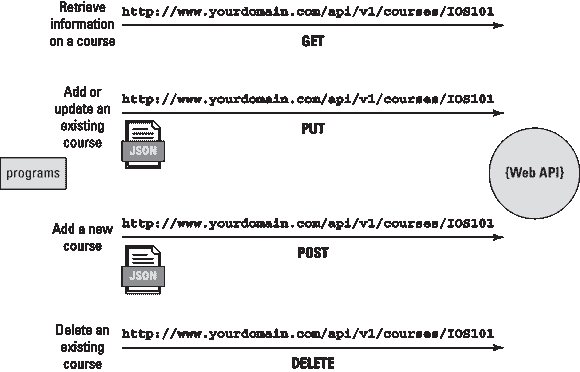 Retrieve
information
on a course
http://www.yourdomain.com/api/v1/courses/IOS101
GET
Add or
update an
existing
course
http://www.yourdomain.com/api/v1/courses/IOS101
PUT
JSON
programs
{Web API}
Add a new
course
http://www.yourdomain.com/api/v1/courses/IOS101
POST
JSON
Delete an
existing
course
http://www.yourdomain.com/api/v1/courses/IOS101
DELETE